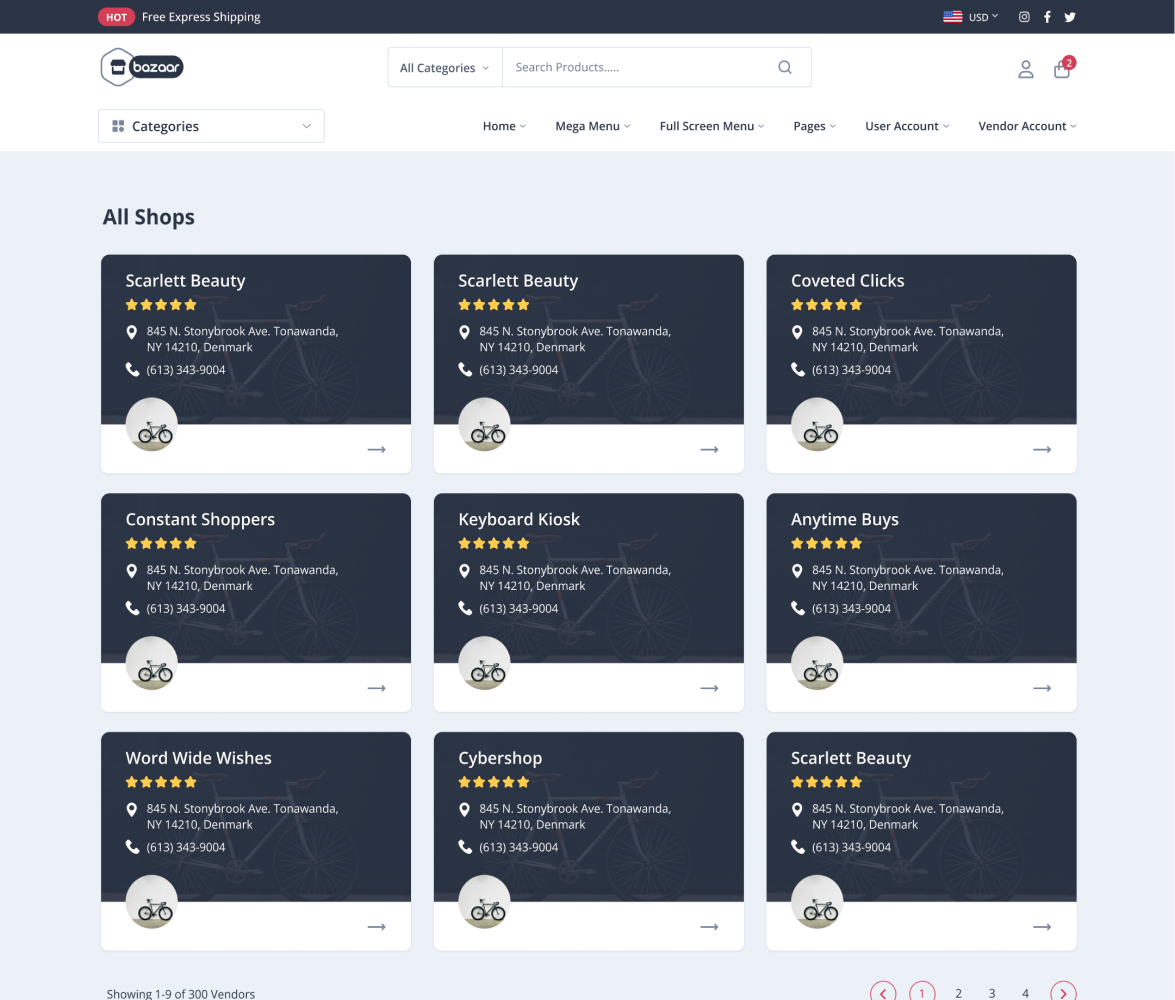 HOT Free Express Shipping USD
bazaar All Categories Search Products..... 2
Categories Home Mega Menu Full Screen Menu Pages User Account Vendor Account
All Shops
Scarlett Beauty
845 N. Stonybrook Ave. Tonawanda,
NY 14210, Denmark
(613) 343-9004
Scarlett Beauty
845 N. Stonybrook Ave. Tonawanda,
NY 14210, Denmark
(613) 343-9004
Coveted Clicks
845 N. Stonybrook Ave. Tonawanda,
NY 14210, Denmark
(613) 343-9004
Constant Shoppers
845 N. Stonybrook Ave. Tonawanda,
NY 14210, Denmark
(613) 343-9004
Keyboard Kiosk
845 N. Stonybrook Ave. Tonawanda,
NY 14210, Denmark
(613) 343-9004
Anytime Buys
845 N. Stonybrook Ave. Tonawanda,
NY 14210, Denmark
(613) 343-9004
Word Wide Wishes
845 N. Stonybrook Ave. Tonawanda,
NY 14210, Denmark
(613) 343-9004
Cybershop
845 N. Stonybrook Ave. Tonawanda,
NY 14210, Denmark
(613) 343-9004
Scarlett Beauty
845 N. Stonybrook Ave. Tonawanda,
NY 14210, Denmark
(613) 343-9004
Showing 1-9 of 300 Vendors 1 2 3 4